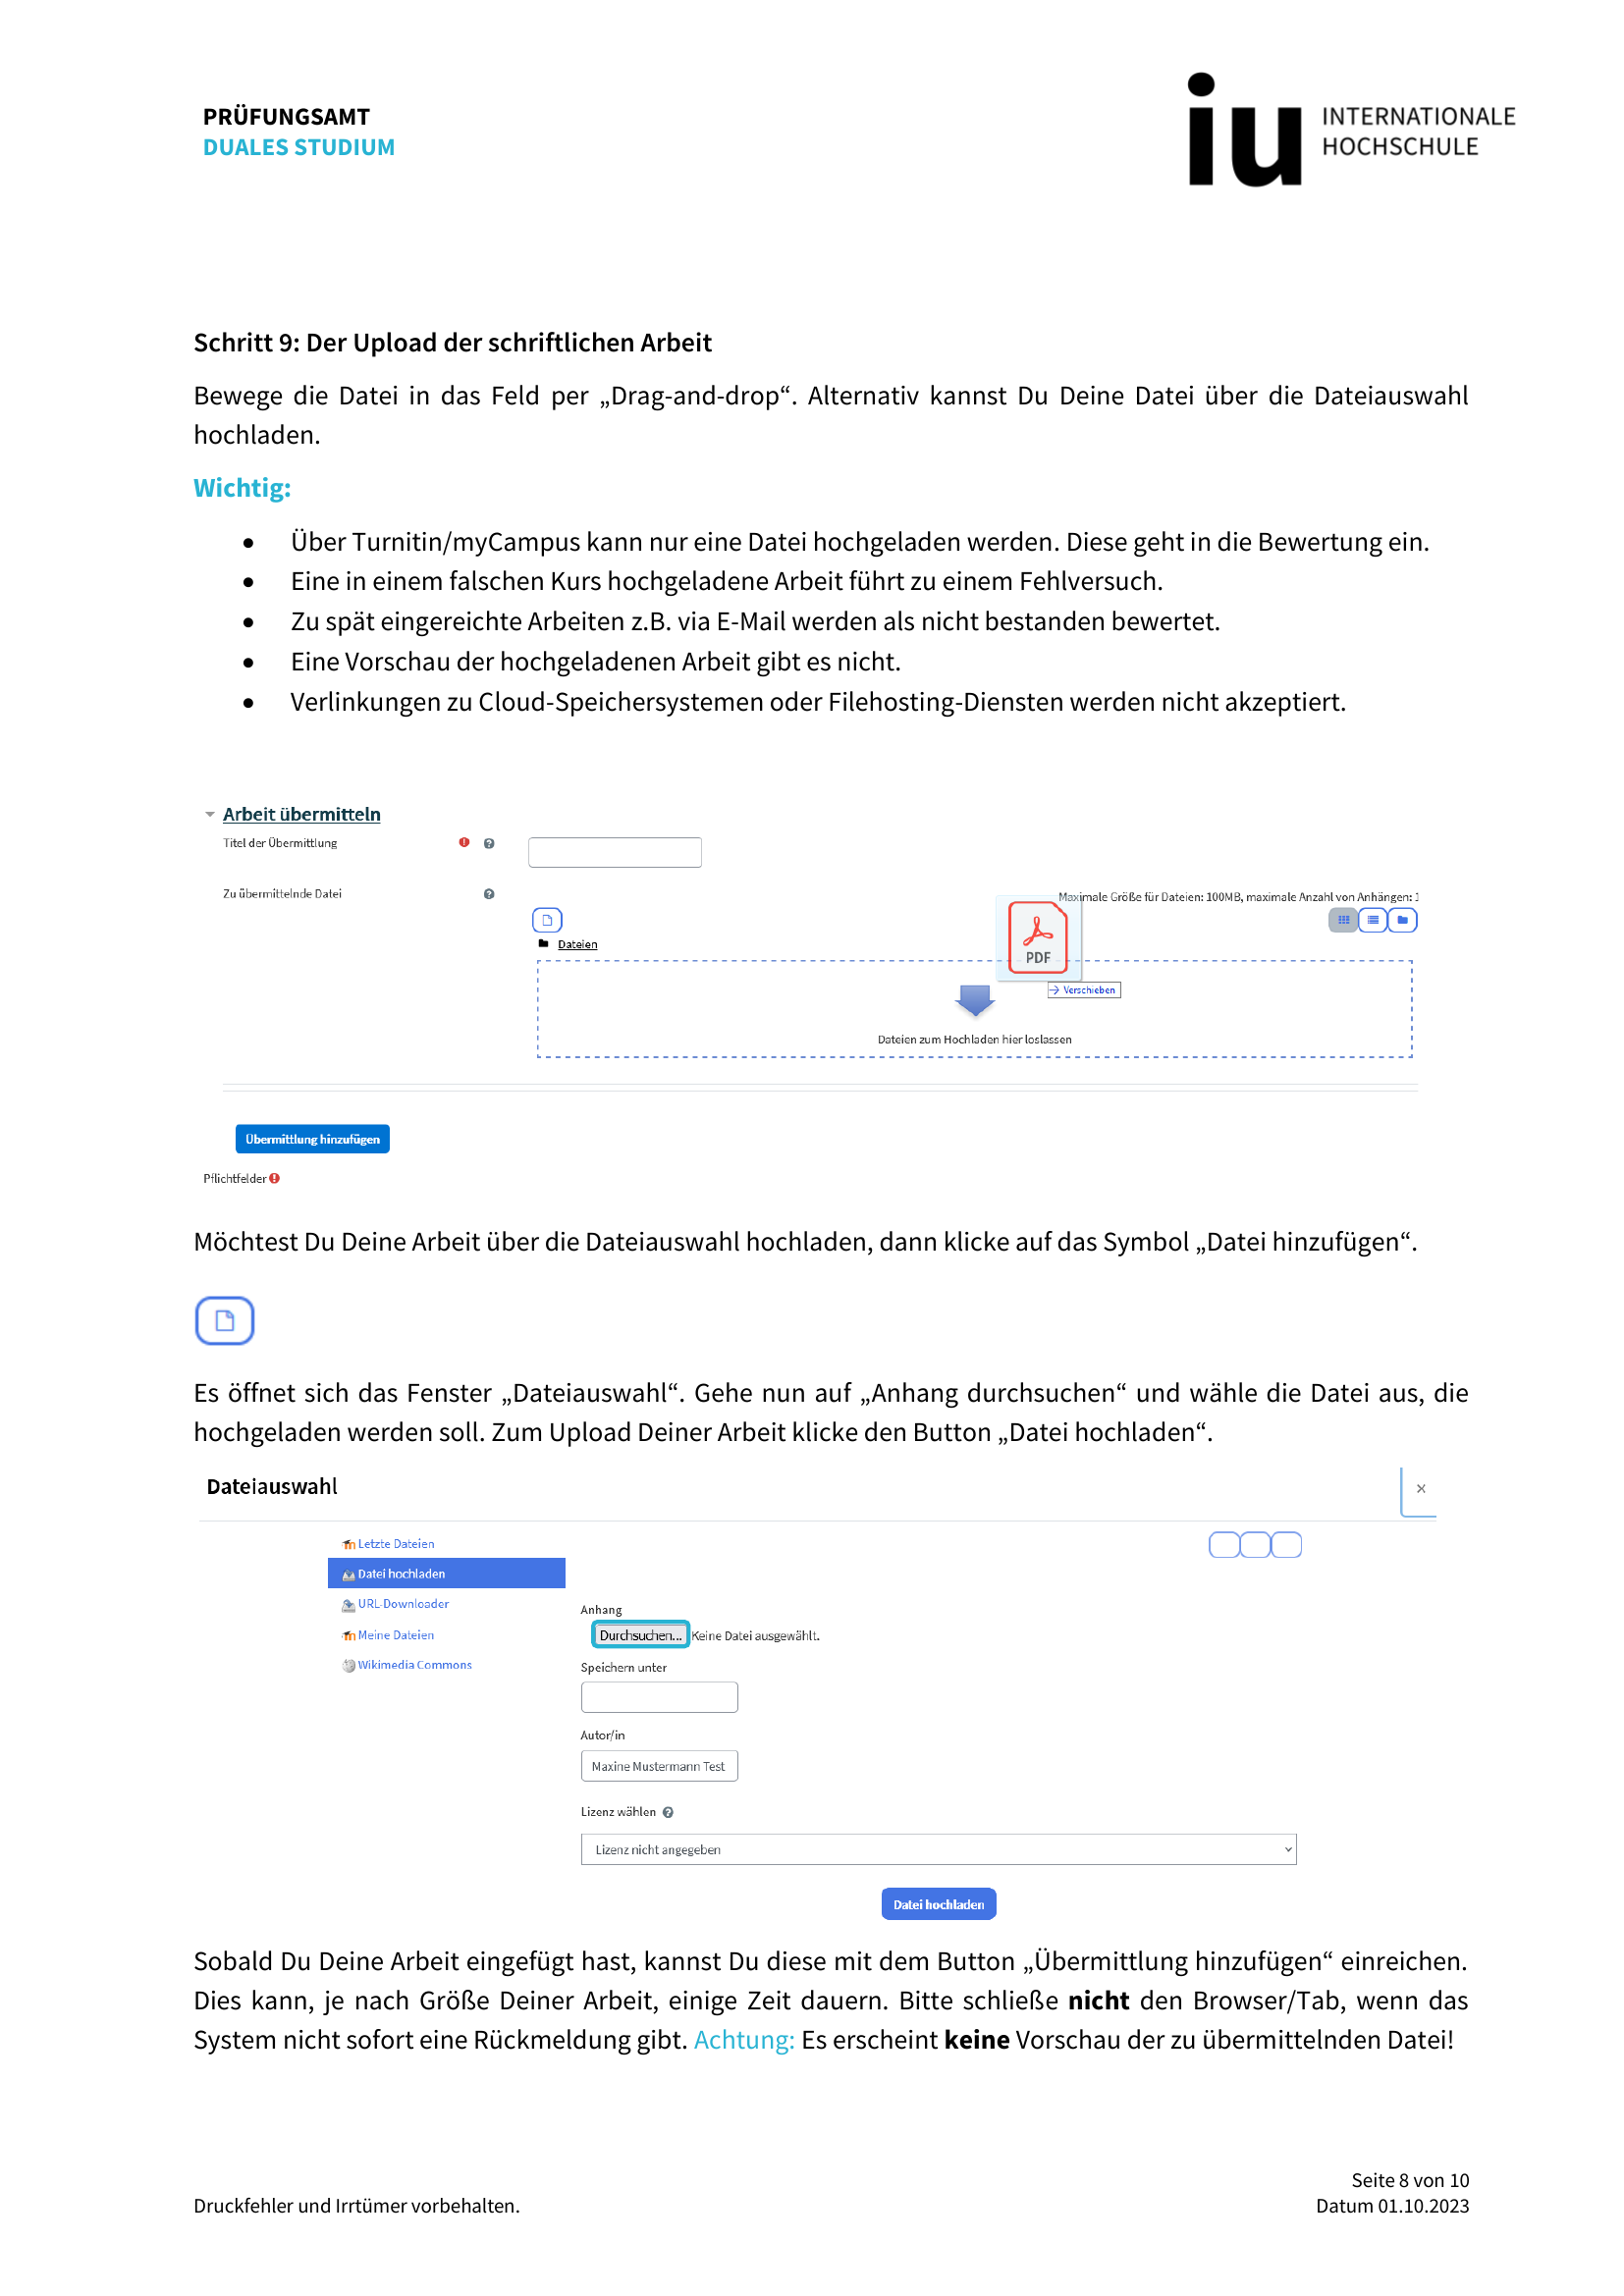 PRÜFUNGSAMT
DUALES STUDIUM
iu INTERNATIONALE
HOCHSCHULE
Schritt 9: Der Upload der schriftlichen Arbeit
Bewege die Datei in das Feld per „Drag-and-drop“. Alternativ kannst Du Deine Datei über die Dateiauswahl
hochladen.
Wichtig:
• Über Turnitin/myCampus kann nur eine Datei hochgeladen werden. Diese geht in die Bewertung ein.
• Eine in einem falschen Kurs hochgeladene Arbeit führt zu einem Fehlversuch.
• Zu spät eingereichte Arbeiten z.B. via E-Mail werden als nicht bestanden bewertet.
• Eine Vorschau der hochgeladenen Arbeit gibt es nicht.
• Verlinkungen zu Cloud-Speichersystemen oder Filehosting-Diensten werden nicht akzeptiert.
Arbeit übermitteln
Titel der Übermittlung
Zu übermittelnde Datei
Maximale Größe für Dateien: 100MB, maximale Anzahl von Anhängen: 1
Dateien
PDF
Verschieben
Dateien zum Hochladen hier loslassen
Übermittlung hinzufügen
Pflichtfelder
Möchtest Du Deine Arbeit über die Dateiauswahl hochladen, dann klicke auf das Symbol „Datei hinzufügen“.
Es öffnet sich das Fenster „Dateiauswahl“. Gehe nun auf „Anhang durchsuchen“ und wähle die Datei aus, die
hochgeladen werden soll. Zum Upload Deiner Arbeit klicke den Button „Datei hochladen“.
Dateiauswahl
Letzte Dateien
Datei hochladen
URL-Downloader
Meine Dateien
Wikimedia Commons
Anhang
Durchsuchen... Keine Datei ausgewählt.
Speichern unter
Autor/in
Maxine Mustermann Test
Lizenz wählen
Lizenz nicht angegeben
Datei hochladen
Sobald Du Deine Arbeit eingefügt hast, kannst Du diese mit dem Button „Übermittlung hinzufügen“ einreichen.
Dies kann, je nach Größe Deiner Arbeit, einige Zeit dauern. Bitte schließe nicht den Browser/Tab, wenn das
System nicht sofort eine Rückmeldung gibt. Achtung: Es erscheint keine Vorschau der zu übermittelnden Datei!
Seite 8 von 10
Druckfehler und Irrtümer vorbehalten.
Datum 01.10.2023